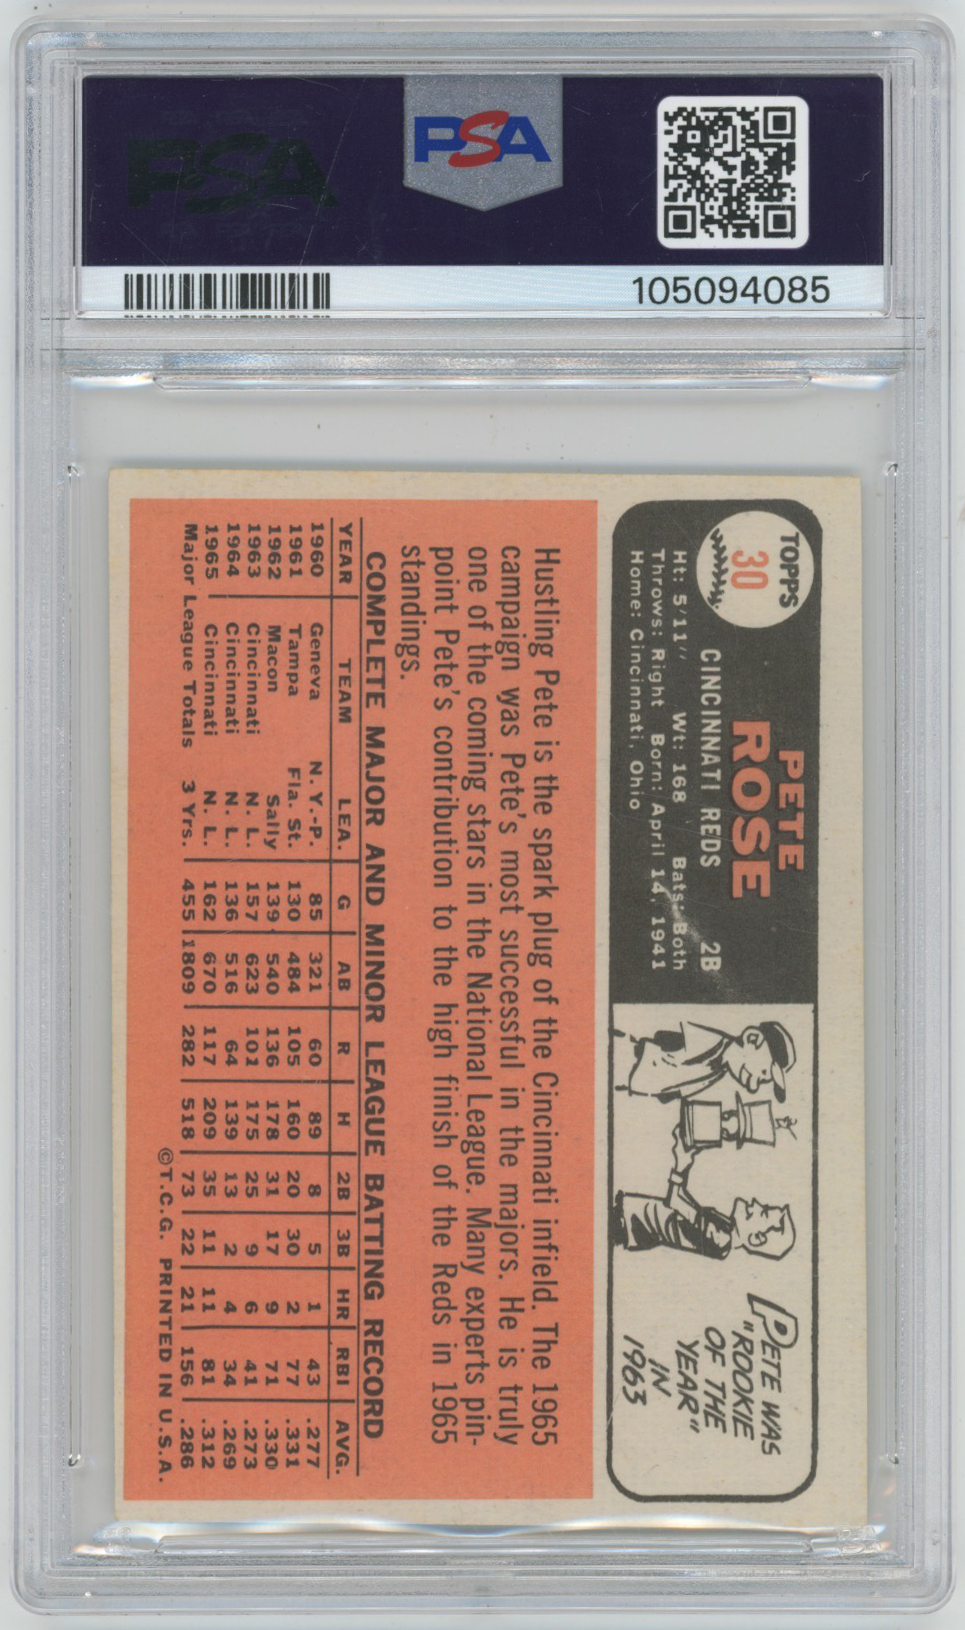 PSA
PSA
105094085
TOPPS
30
PETE
ROSE
CINCINNATI REDS 2B
Ht: 5'11" Wt: 168 Bats: Both
Throws: Right Born: April 14, 1941
Home: Cincinnati, Ohio
PETE WAS
"ROOKIE
OF THE
YEAR"
IN
1963
Hustling Pete is the spark plug of the Cincinnati infield. The 1965
campaign was Pete's most successful in the majors. He is truly
one of the coming stars in the National League. Many experts pin-
point Pete's contribution to the high finish of the Reds in 1965
standings.
COMPLETE MAJOR AND MINOR LEAGUE BATTING RECORD
YEAR TEAM LEA. G AB R H 2B 3B HR RBI AVG.
1960 Geneva N. Y.-P. 85 321 60 89 8 5 1 43 .277
1961 Tampa Fla. St. 130 484 105 160 20 30 2 77 .331
1962 Macon Sally 139 540 136 178 31 17 9 71 .330
1963 Cincinnati N. L. 157 623 101 175 25 9 6 41 .273
1964 Cincinnati N. L. 136 516 64 139 13 2 4 34 .269
1965 Cincinnati N. L. 162 670 117 209 35 11 11 81 .312
Major League Totals 3 Yrs. 455 1809 282 518 73 22 21 156 .286
©T.C.G. PRINTED IN U.S.A.